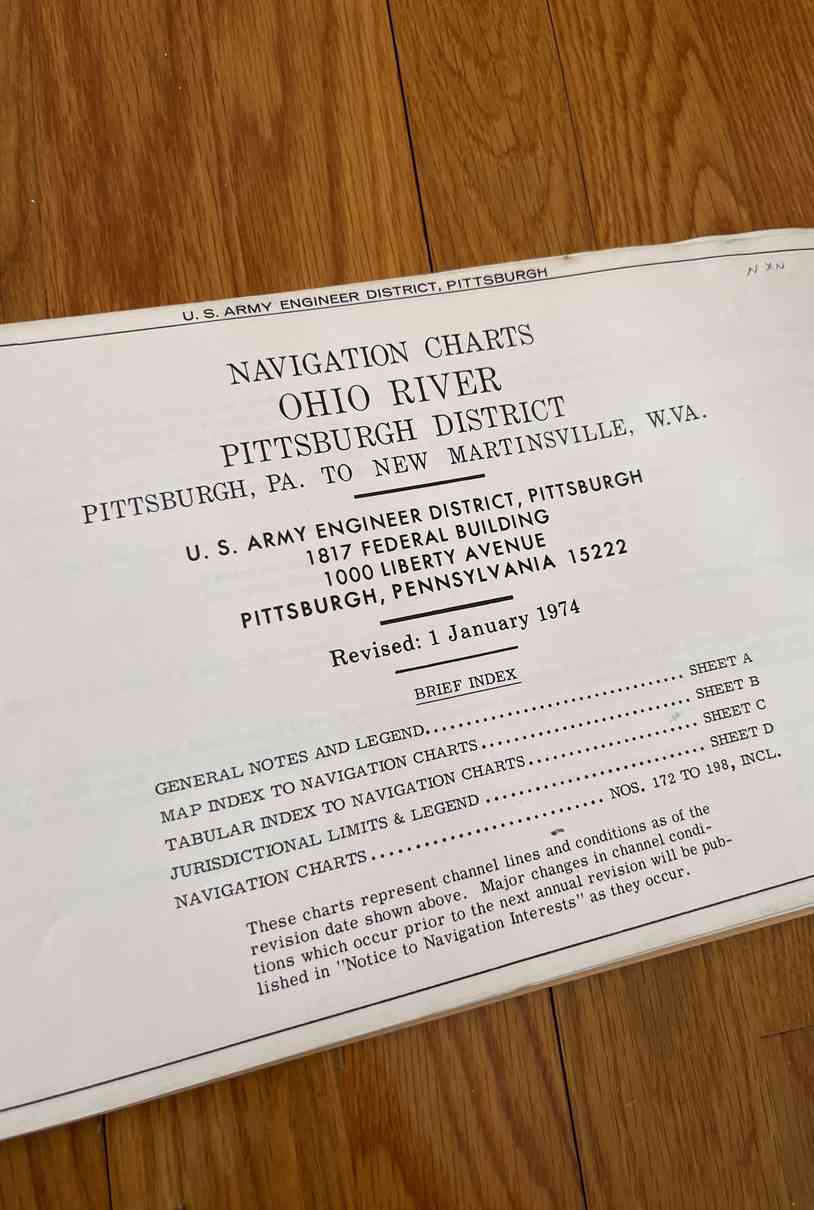 U. S. ARMY ENGINEER DISTRICT, PITTSBURGH
NAVIGATION CHARTS
OHIO RIVER
PITTSBURGH DISTRICT
PITTSBURGH, PA. TO NEW MARTINSVILLE, W.VA.
U. S. ARMY ENGINEER DISTRICT, PITTSBURGH
1817 FEDERAL BUILDING
1000 LIBERTY AVENUE
PITTSBURGH, PENNSYLVANIA 15222
Revised: 1 January 1974
BRIEF INDEX
GENERAL NOTES AND LEGEND................................ SHEET A
MAP INDEX TO NAVIGATION CHARTS.......................... SHEET B
TABULAR INDEX TO NAVIGATION CHARTS..................... SHEET C
JURISDICTIONAL LIMITS & LEGEND ........................... SHEET D
NAVIGATION CHARTS............................. NOS. 172 TO 198, INCL.
These charts represent channel lines and conditions as of the
revision date shown above. Major changes in channel condi-
tions which occur prior to the next annual revision will be pub-
lished in "Notice to Navigation Interests" as they occur.